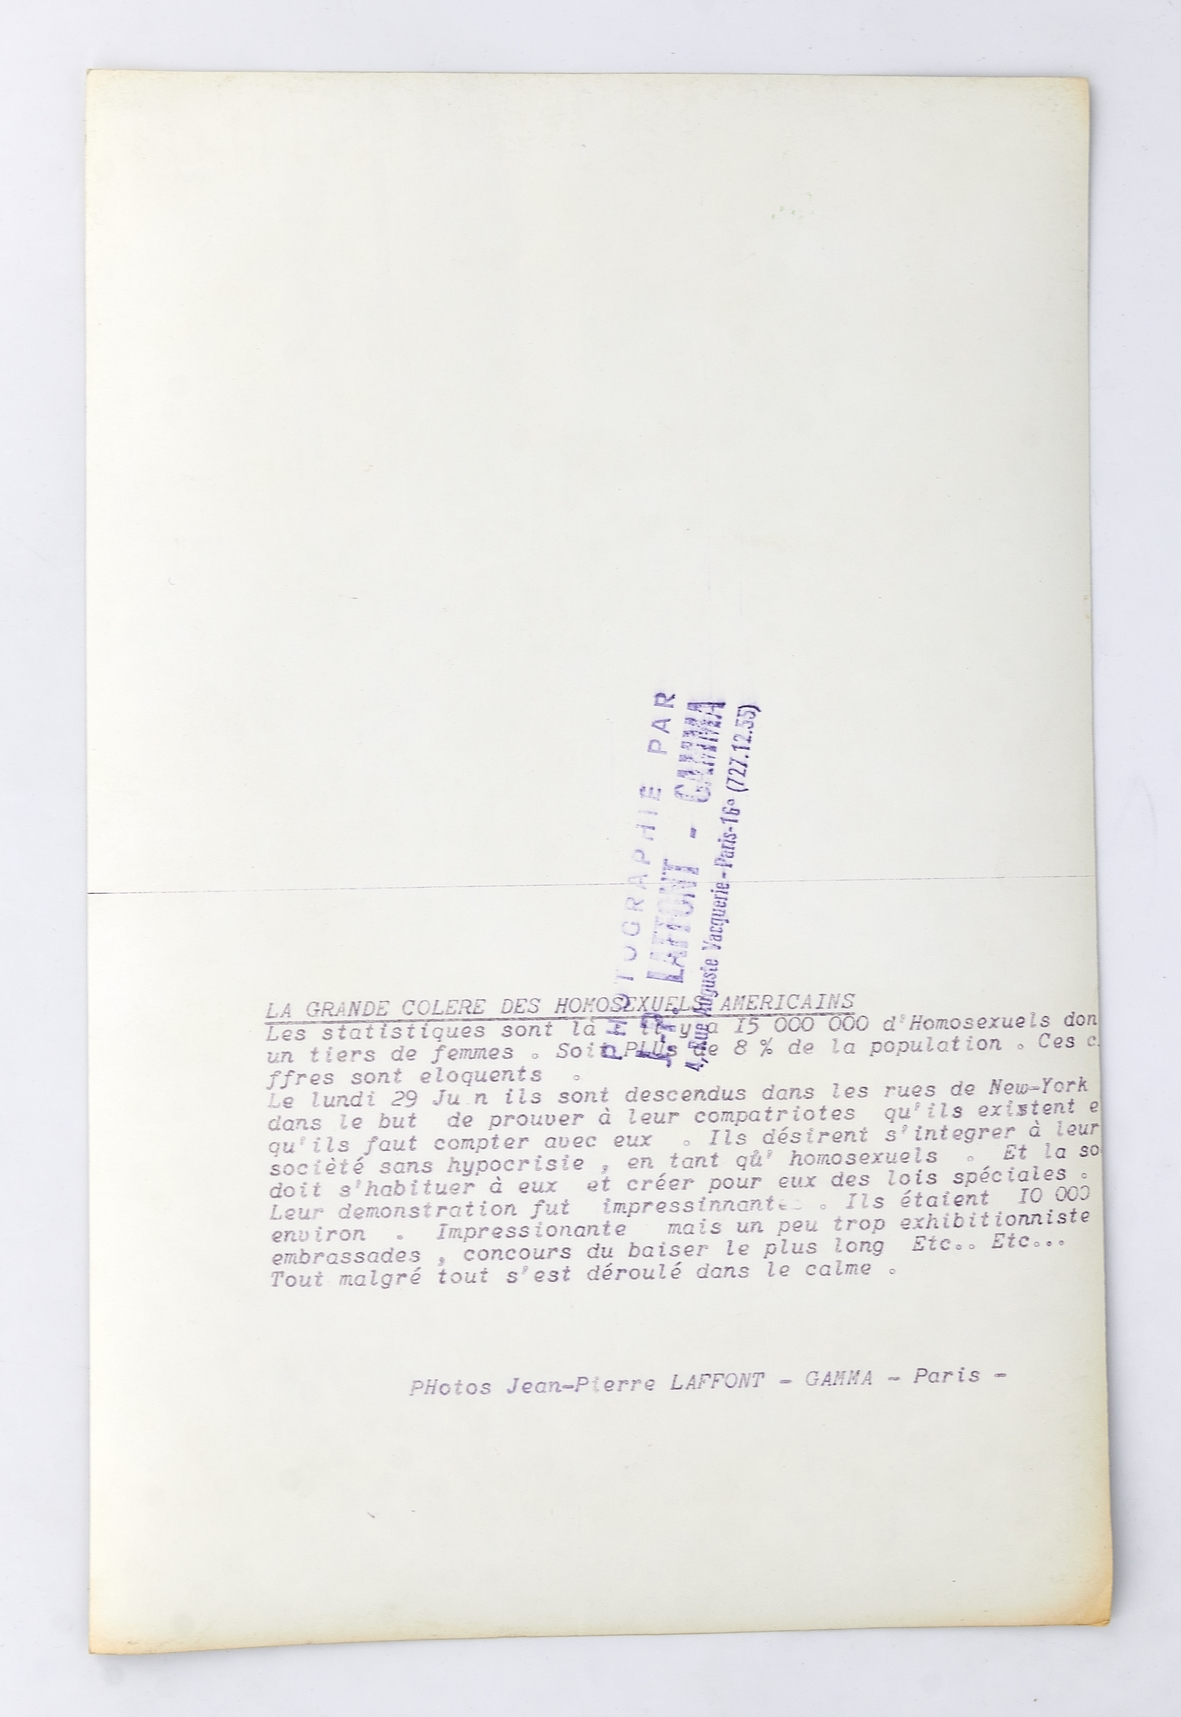 PHOTOGRAPHIE PAR
J.-P. LAFFONT - GAMMA
4, Rue Auguste Vacquerie - Paris-16e (727.12.55)
LA GRANDE COLERE DES HOMOSEXUELS AMERICAINS
Les statistiques sont là : il y a I5 000 000 d'Homosexuels don
un tiers de femmes . Soit PLUs de 8 % de la population . Ces c
ffres sont eloquents .
Le lundi 29 Ju n ils sont descendus dans les rues de New-York
dans le but de prouver à leur compatriotes qu'ils existent e
qu'ils faut compter avec eux . Ils désirent s'integrer à leur
socièté sans hypocrisie , en tant qû' homosexuels . Et la so
doit s'habituer à eux et créer pour eux des lois spéciales .
Leur demonstration fut impressinnante . Ils étaient IO 000
environ . Impressionante mais un peu trop exhibitionniste
embrassades , concours du baiser le plus long Etc.. Etc...
Tout malgré tout s'est déroulé dans le calme .
PHotos Jean-Pierre LAFFONT - GAMMA - Paris -